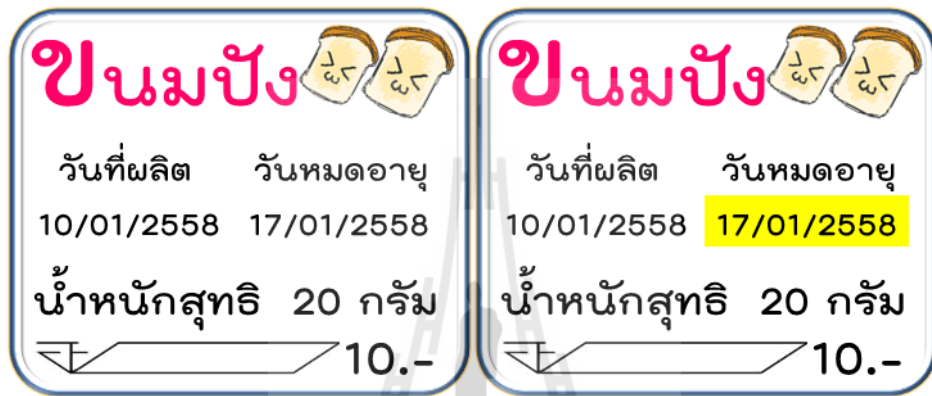 ขนมปัง
วันที่ผลิต วันหมดอายุ
10/01/2558 17/01/2558
น้ำหนักสุทธิ 20 กรัม
10.-
ขนมปัง
วันที่ผลิต วันหมดอายุ
10/01/2558 17/01/2558
น้ำหนักสุทธิ 20 กรัม
10.-